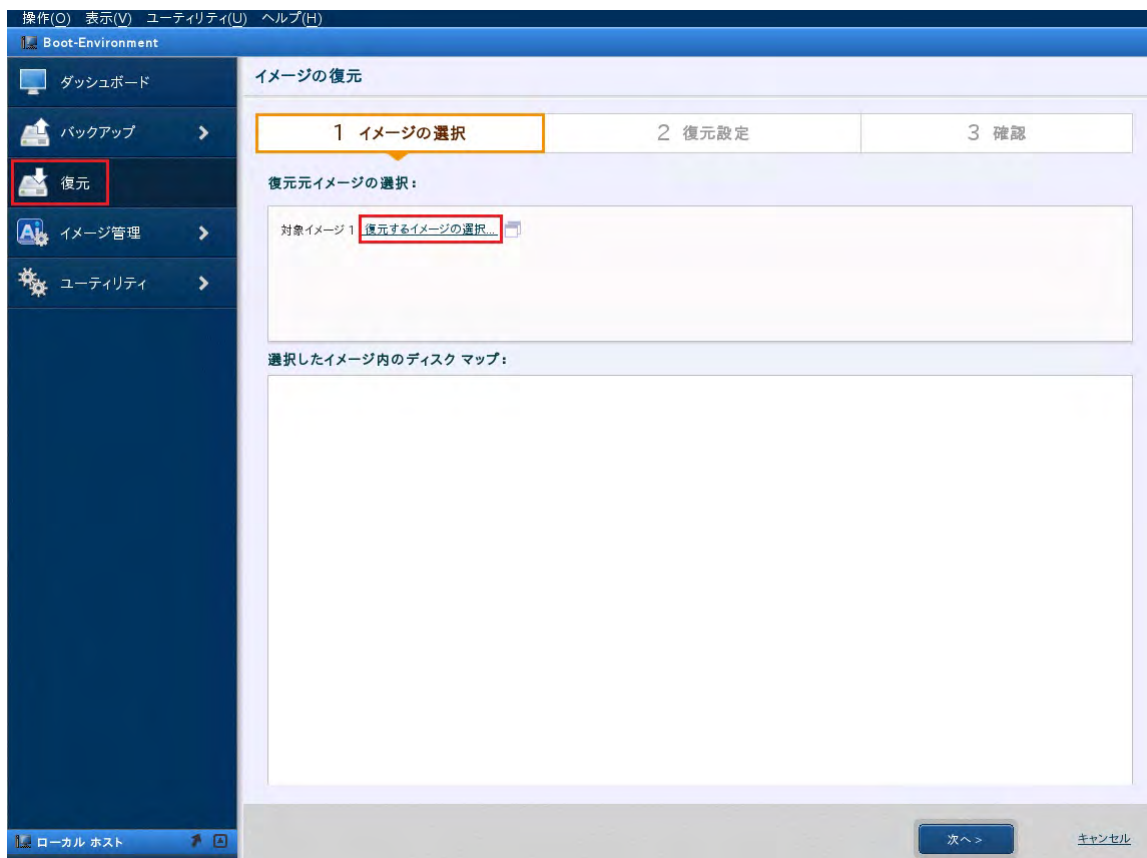 操作(O) 表示(V) ユーティリティ(U) ヘルプ(H)
Boot-Environment
ダッシュボード
バックアップ
復元
イメージ管理
ユーティリティ
ローカル ホスト
イメージの復元
1 イメージの選択
2 復元設定
3 確認
復元元イメージの選択：
対象イメージ 1 復元するイメージの選択...
選択したイメージ内のディスク マップ：
次へ >
キャンセル